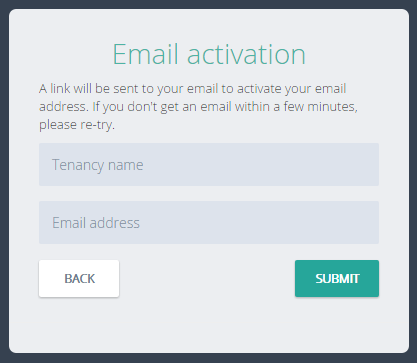 Email activation
A link will be sent to your email to activate your email
address. If you don't get an email within a few minutes,
please re-try.
Tenancy name
Email address
BACK
SUBMIT